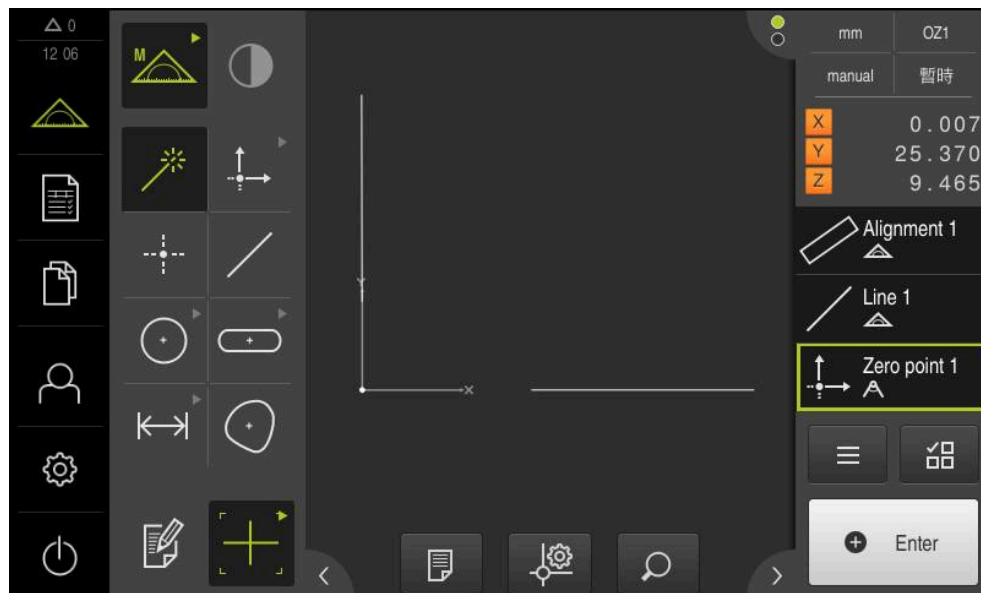 0
12 06
M
mm
OZ1
manual
暫時
X 0.007
Y 25.370
Z 9.465
Alignment 1
Line 1
Zero point 1
Y
X
Enter